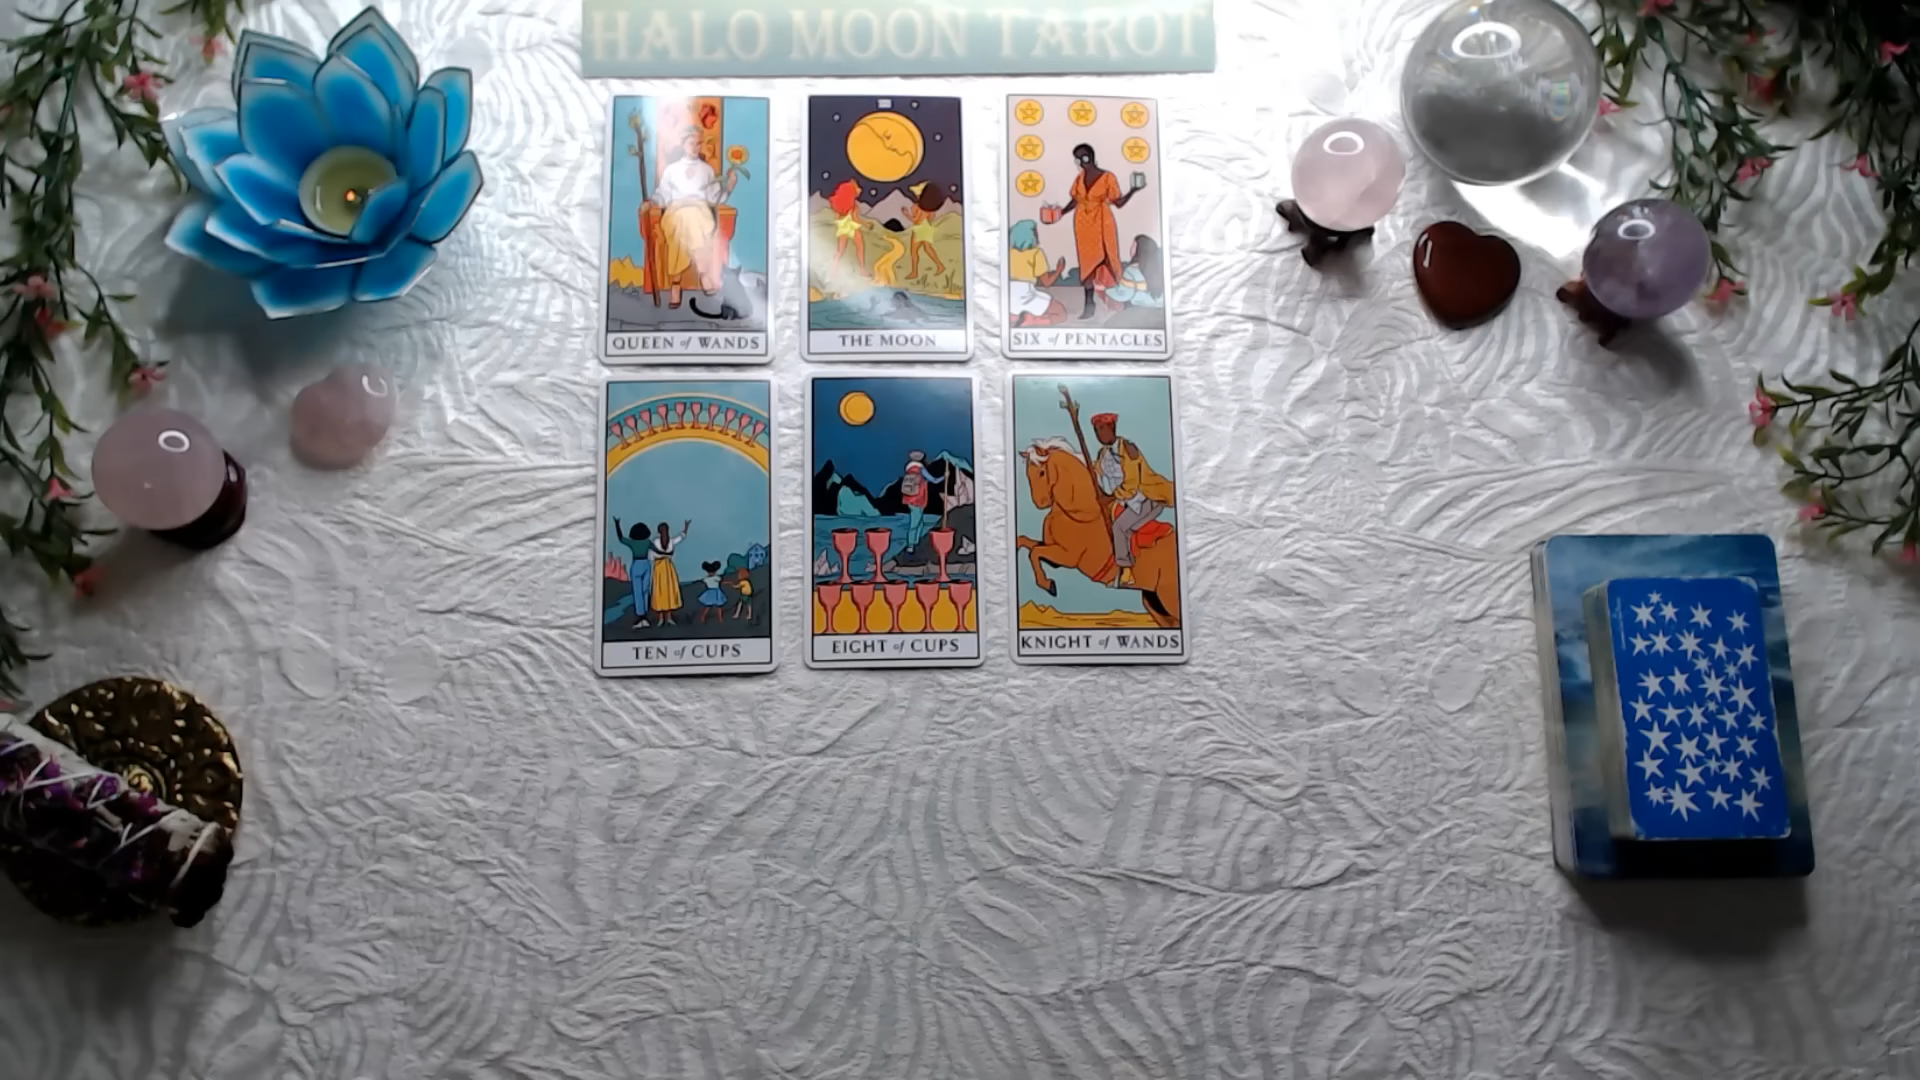 HALO MOON TAROT
QUEEN of WANDS
THE MOON
SIX of PENTACLES
TEN of CUPS
EIGHT of CUPS
KNIGHT of WANDS